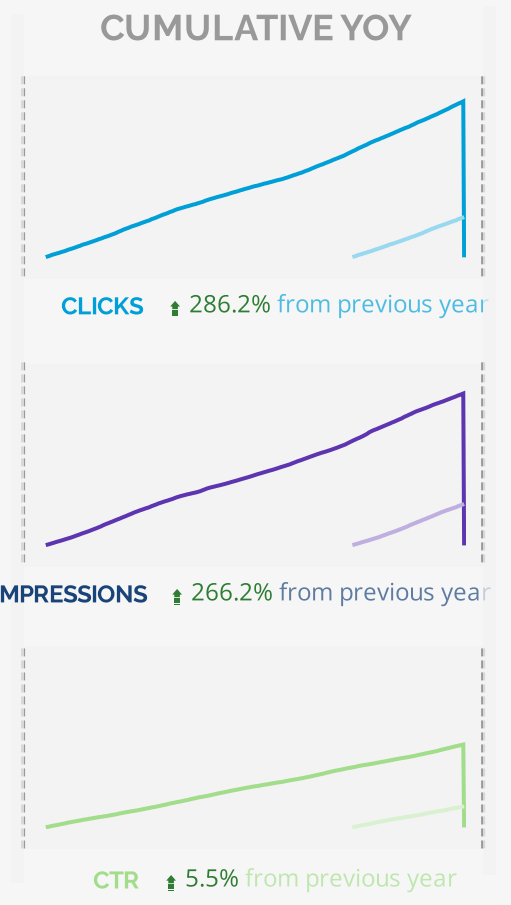 CUMULATIVE YOY
CLICKS 286.2% from previous year
MPRESSIONS 266.2% from previous year
CTR 5.5% from previous year